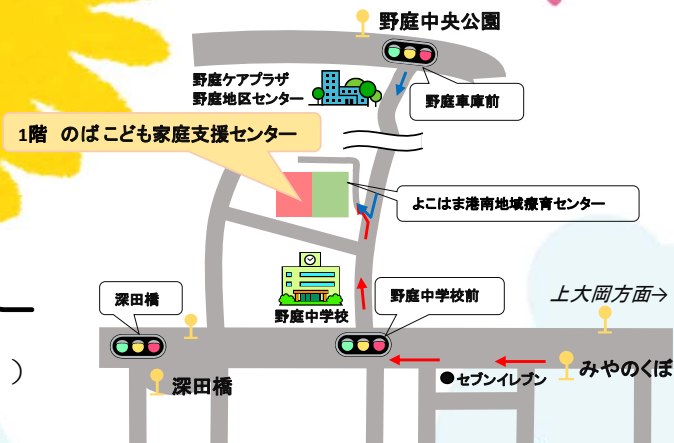 野庭中央公園
野庭ケアプラザ
野庭地区センター
野庭車庫前
1階 のばこども家庭支援センター
よこはま港南地域療育センター
深田橋
野庭中学校
野庭中学校前
上大岡方面→
）
深田橋
●セブンイレブン
みやのくぼ